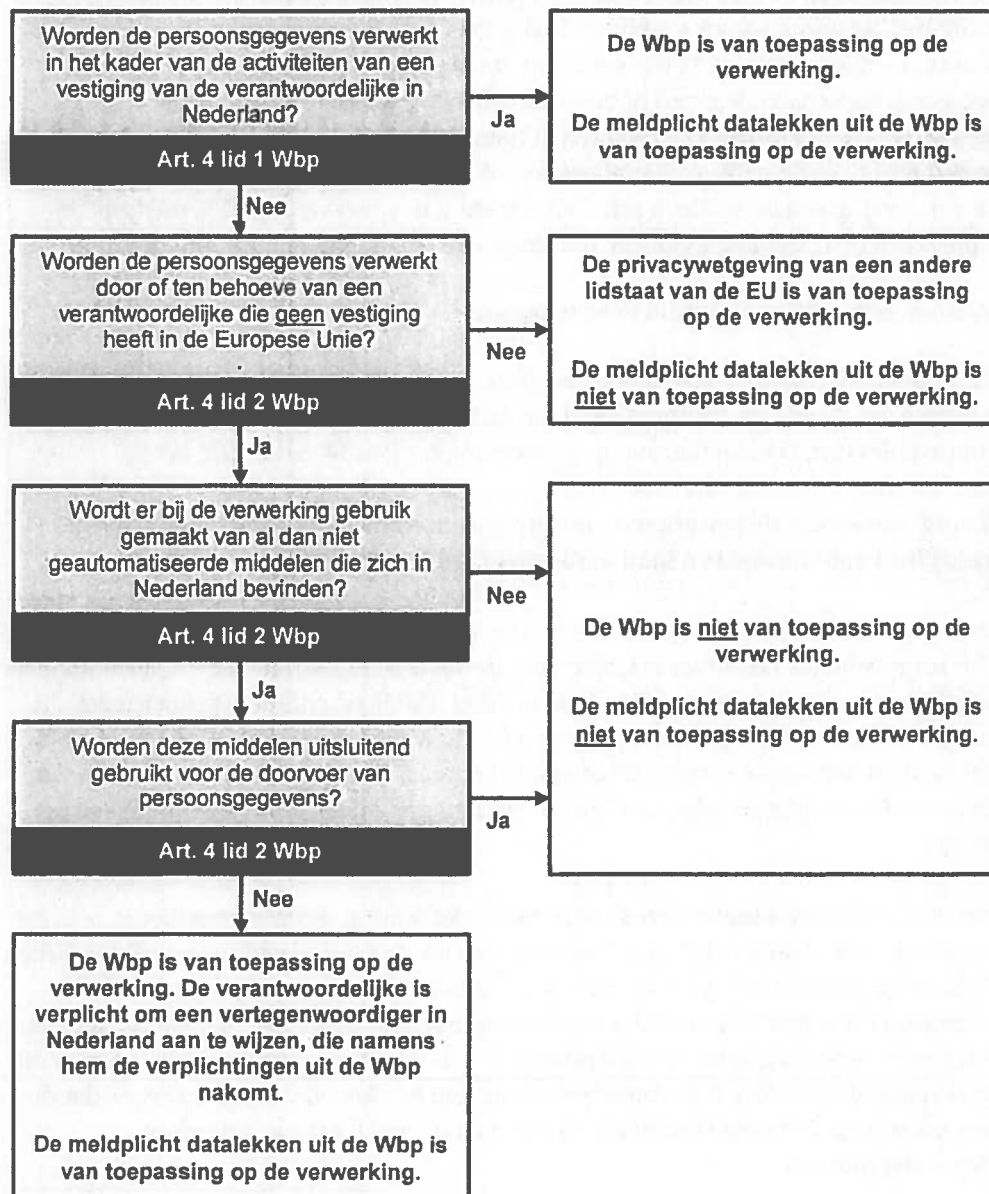 Worden de persoonsgegevens verwerkt
in het kader van de activiteiten van een
vestiging van de verantwoordelijke in
Nederland?
Art. 4 lid 1 Wbp
Ja
De Wbp is van toepassing op de
verwerking.
De meldplicht datalekken uit de Wbp is
van toepassing op de verwerking.
Nee
Worden de persoonsgegevens verwerkt
door of ten behoeve van een
verantwoordelijke die geen vestiging
heeft in de Europese Unie?
Art. 4 lid 2 Wbp
Nee
De privacywetgeving van een andere
lidstaat van de EU is van toepassing
op de verwerking.
De meldplicht datalekken uit de Wbp is
niet van toepassing op de verwerking.
Ja
Wordt er bij de verwerking gebruik
gemaakt van al dan niet
geautomatiseerde middelen die zich in
Nederland bevinden?
Art. 4 lid 2 Wbp
Nee
De Wbp is niet van toepassing op de
verwerking.
De meldplicht datalekken uit de Wbp is
niet van toepassing op de verwerking.
Ja
Worden deze middelen uitsluitend
gebruikt voor de doorvoer van
persoonsgegevens?
Art. 4 lid 2 Wbp
Ja
Nee
De Wbp is van toepassing op de
verwerking. De verantwoordelijke is
verplicht om een vertegenwoordiger in
Nederland aan te wijzen, die namens
hem de verplichtingen uit de Wbp
nakomt.
De meldplicht datalekken uit de Wbp is
van toepassing op de verwerking.